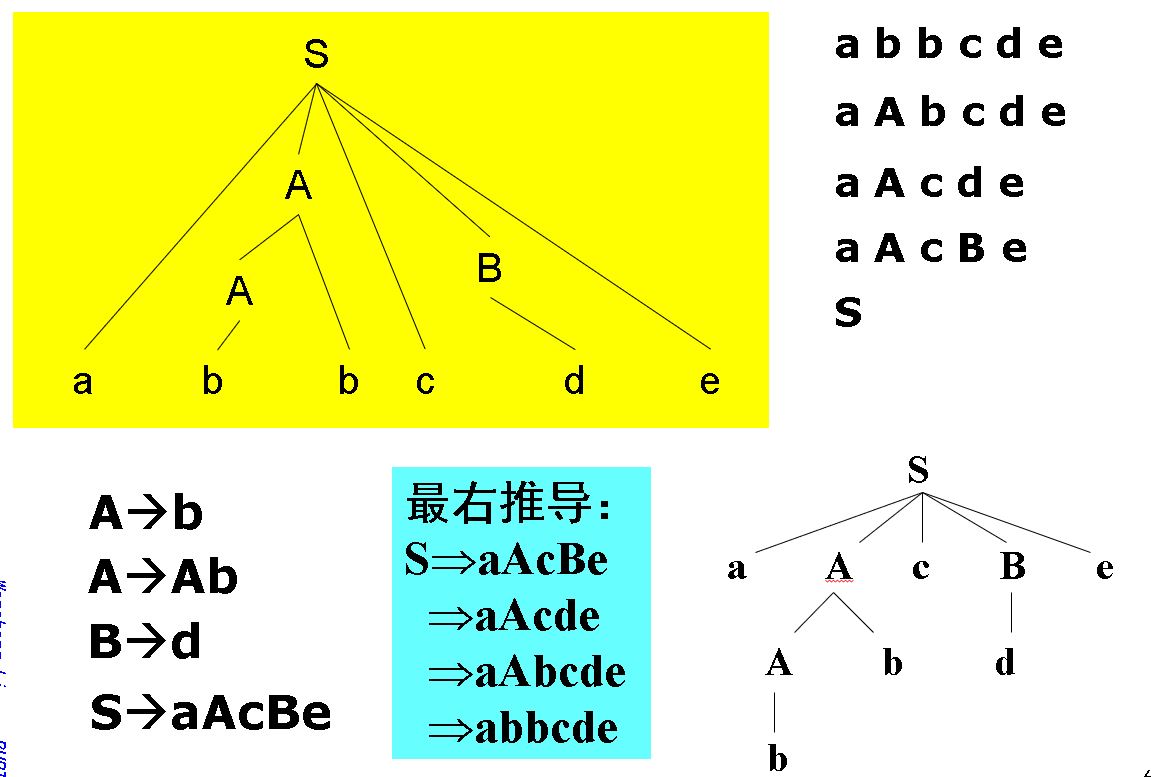 S
A
B
A
a b b c d e
a b b c d e
a A b c d e
a A c d e
a A c B e
S
A→b
A→Ab
B→d
S→aAcBe
最右推导：
S⇒aAcBe
⇒aAcde
⇒aAbcde
⇒abbcde
S
a A c B e
A b d
b